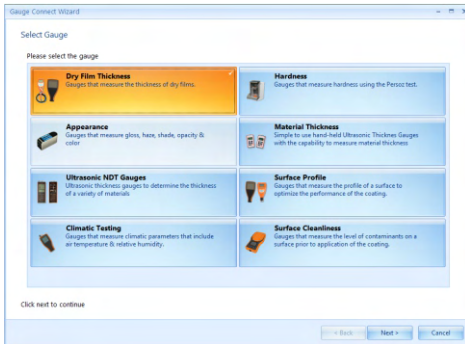 Gauge Connect Wizard
Select Gauge
Please select the gauge
Dry Film Thickness
Gauges that measure the thickness of dry films.
Hardness
Gauges that measure hardness using the Persoz test.
Appearance
Gauges that measure gloss, haze, shade, opacity &
color
Material Thickness
Simple to use hand-held Ultrasonic Thicknes Gauges
with the capability to measure material thickness
Ultrasonic NDT Gauges
Ultrasonic thickness gauges to determine the thickness
of a variety of materials
Surface Profile
Gauges that measure the profile of a surface to
optimize the performance of the coating.
Climatic Testing
Gauges that measure climatic parameters that include
air temperature & relative humidity.
Surface Cleanliness
Gauges that measure the level of contaminants on a
surface prior to application of the coating.
Click next to continue
< Back
Next >
Cancel